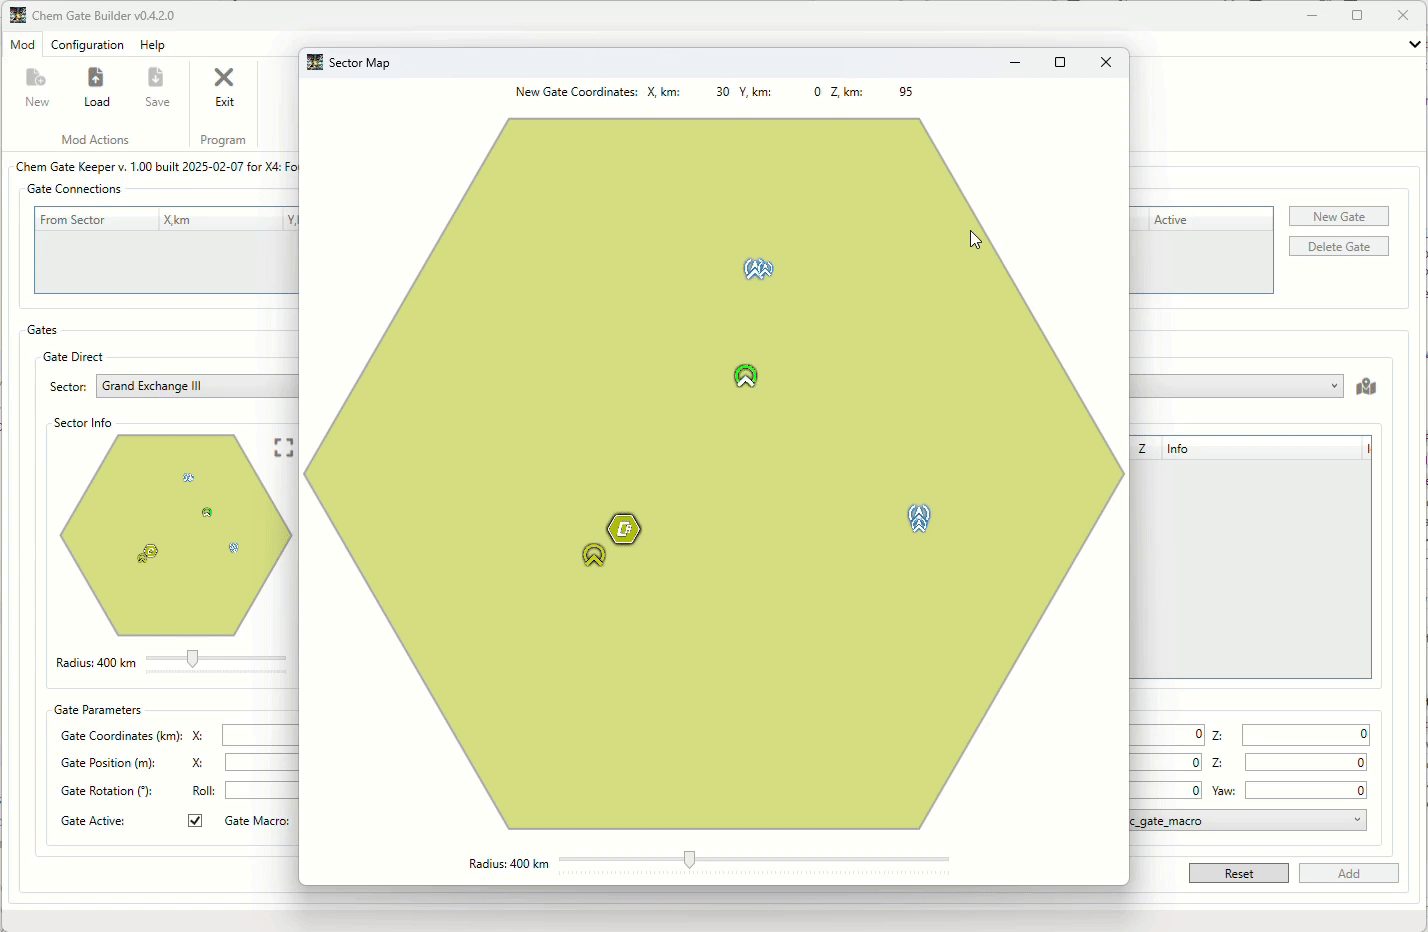 Chem Gate Builder v0.4.2.0
Mod Configuration Help
Sector Map
New Load Save Exit
Mod Actions Program
New Gate Coordinates: X, km: 30 Y, km: 0 Z, km: 95
Chem Gate Keeper v. 1.00 built 2025-02-07 for X4: Fo
Gate Connections
From Sector X,km Y, Active
New Gate
Delete Gate
Gates
Gate Direct
Sector: Grand Exchange III
Sector Info
Z Info
Radius: 400 km
Gate Parameters
Gate Coordinates (km): X: 0 Z: 0
Gate Position (m): X: 0 Z: 0
Gate Rotation (°): Roll: 0 Yaw: 0
Gate Active: Gate Macro: c_gate_macro
Radius: 400 km
Reset Add